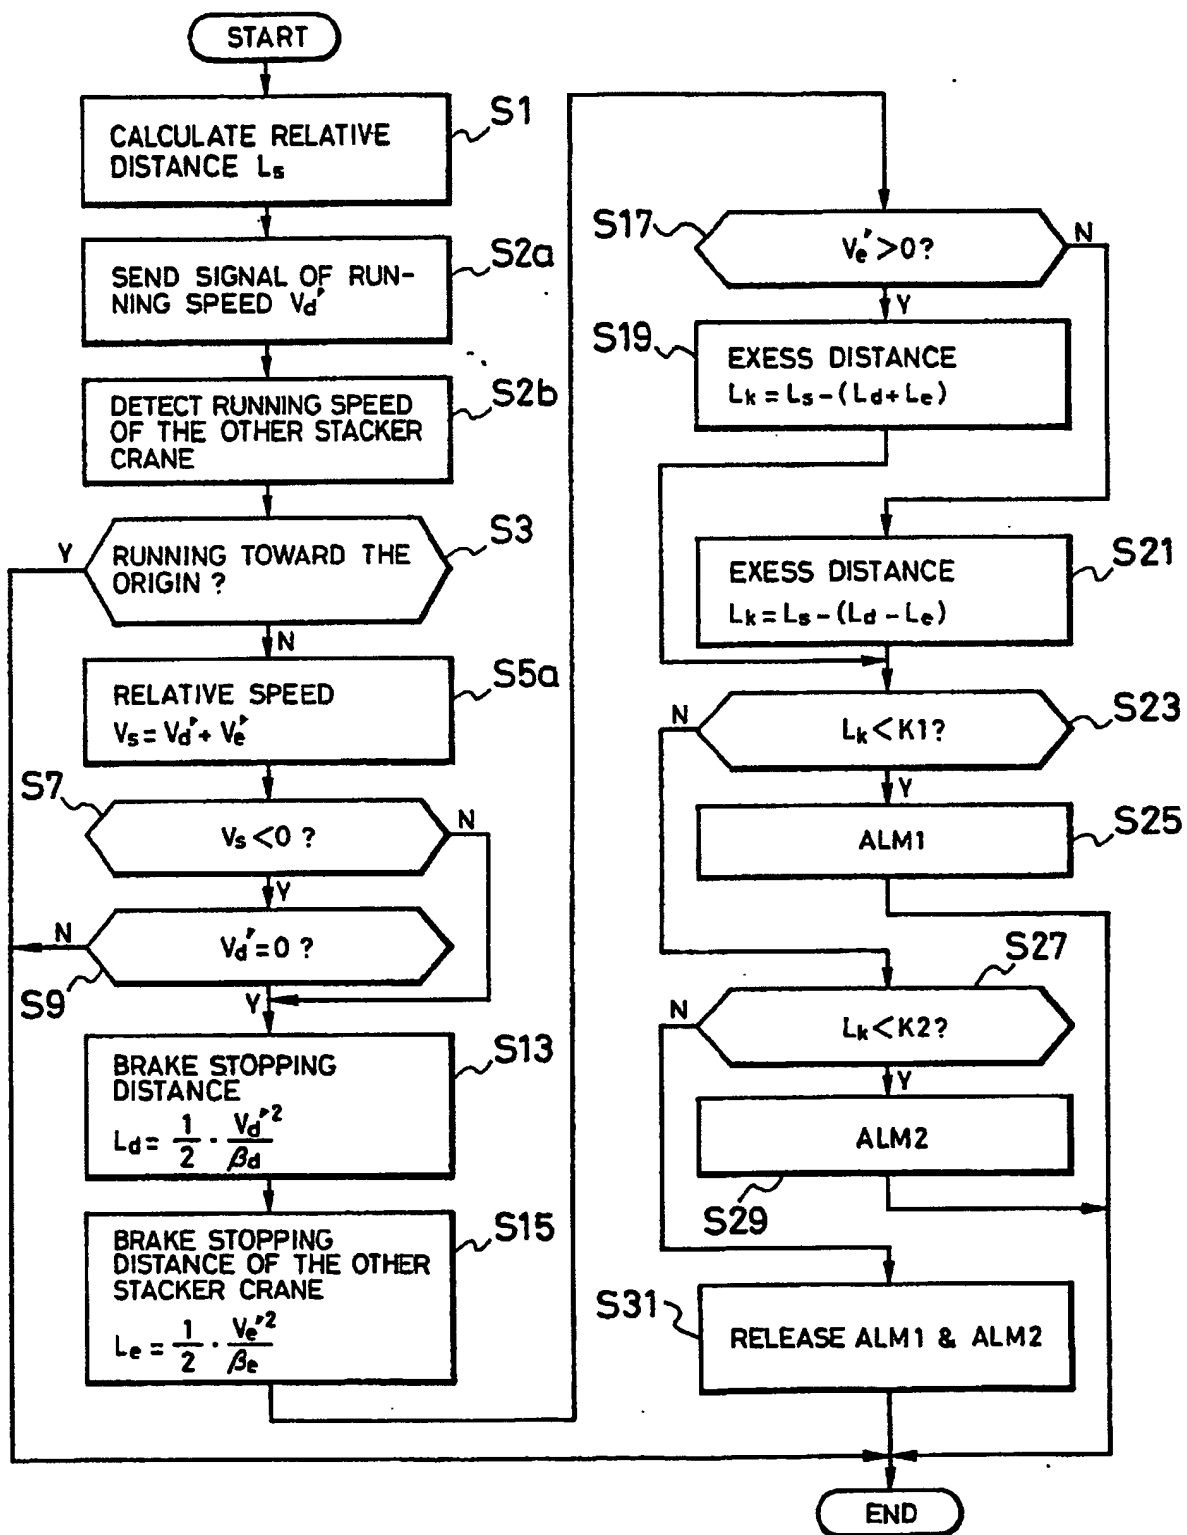 START
CALCULATE RELATIVE
DISTANCE Ls
S1
SEND SIGNAL OF RUN-
NING SPEED Vd'
S2a
DETECT RUNNING SPEED
OF THE OTHER STACKER
CRANE
S2b
RUNNING TOWARD THE
ORIGIN ?
S3
Y
N
RELATIVE SPEED
Vs = Vd' + Ve'
S5a
S7
Vs < 0 ?
N
Y
Vd' = 0 ?
N
S9
Y
BRAKE STOPPING
DISTANCE
Ld = 1/2 · Vd'2/βd
S13
BRAKE STOPPING
DISTANCE OF THE OTHER
STACKER CRANE
Le = 1/2 · Ve'2/βe
S15
S17
Ve' > 0 ?
N
Y
S19
EXESS DISTANCE
Lk = Ls - (Ld + Le)
EXESS DISTANCE
Lk = Ls - (Ld - Le)
S21
N
Lk < K1 ?
S23
Y
ALM1
S25
S27
N
Lk < K2 ?
Y
ALM2
S29
S31
RELEASE ALM1 & ALM2
END